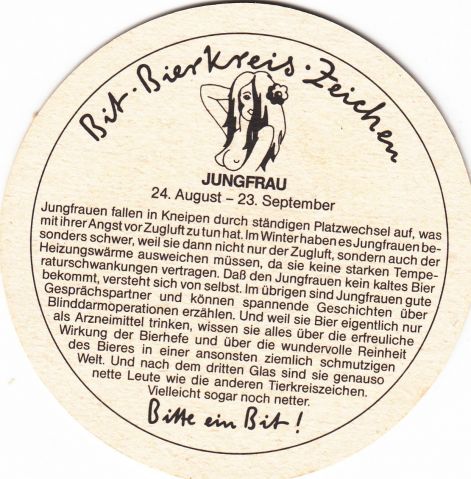 Bit · Bierkreis · Zeichen
JUNGFRAU
24. August – 23. September
Jungfrauen fallen in Kneipen durch ständigen Platzwechsel auf, was
mit ihrer Angst vor Zugluft zu tun hat. Im Winter haben es Jungfrauen be-
sonders schwer, weil sie dann nicht nur der Zugluft, sondern auch der
Heizungswärme ausweichen müssen, da sie keine starken Tempe-
raturschwankungen vertragen. Daß den Jungfrauen kein kaltes Bier
bekommt, versteht sich von selbst. Im übrigen sind Jungfrauen gute
Gesprächspartner und können spannende Geschichten über
Blinddarmoperationen erzählen. Und weil sie Bier eigentlich nur
als Arzneimittel trinken, wissen sie alles über die erfreuliche
Wirkung der Bierhefe und über die wundervolle Reinheit
des Bieres in einer ansonsten ziemlich schmutzigen
Welt. Und nach dem dritten Glas sind sie genauso
nette Leute wie die anderen Tierkreiszeichen.
Vielleicht sogar noch netter.
Bitte ein Bit!